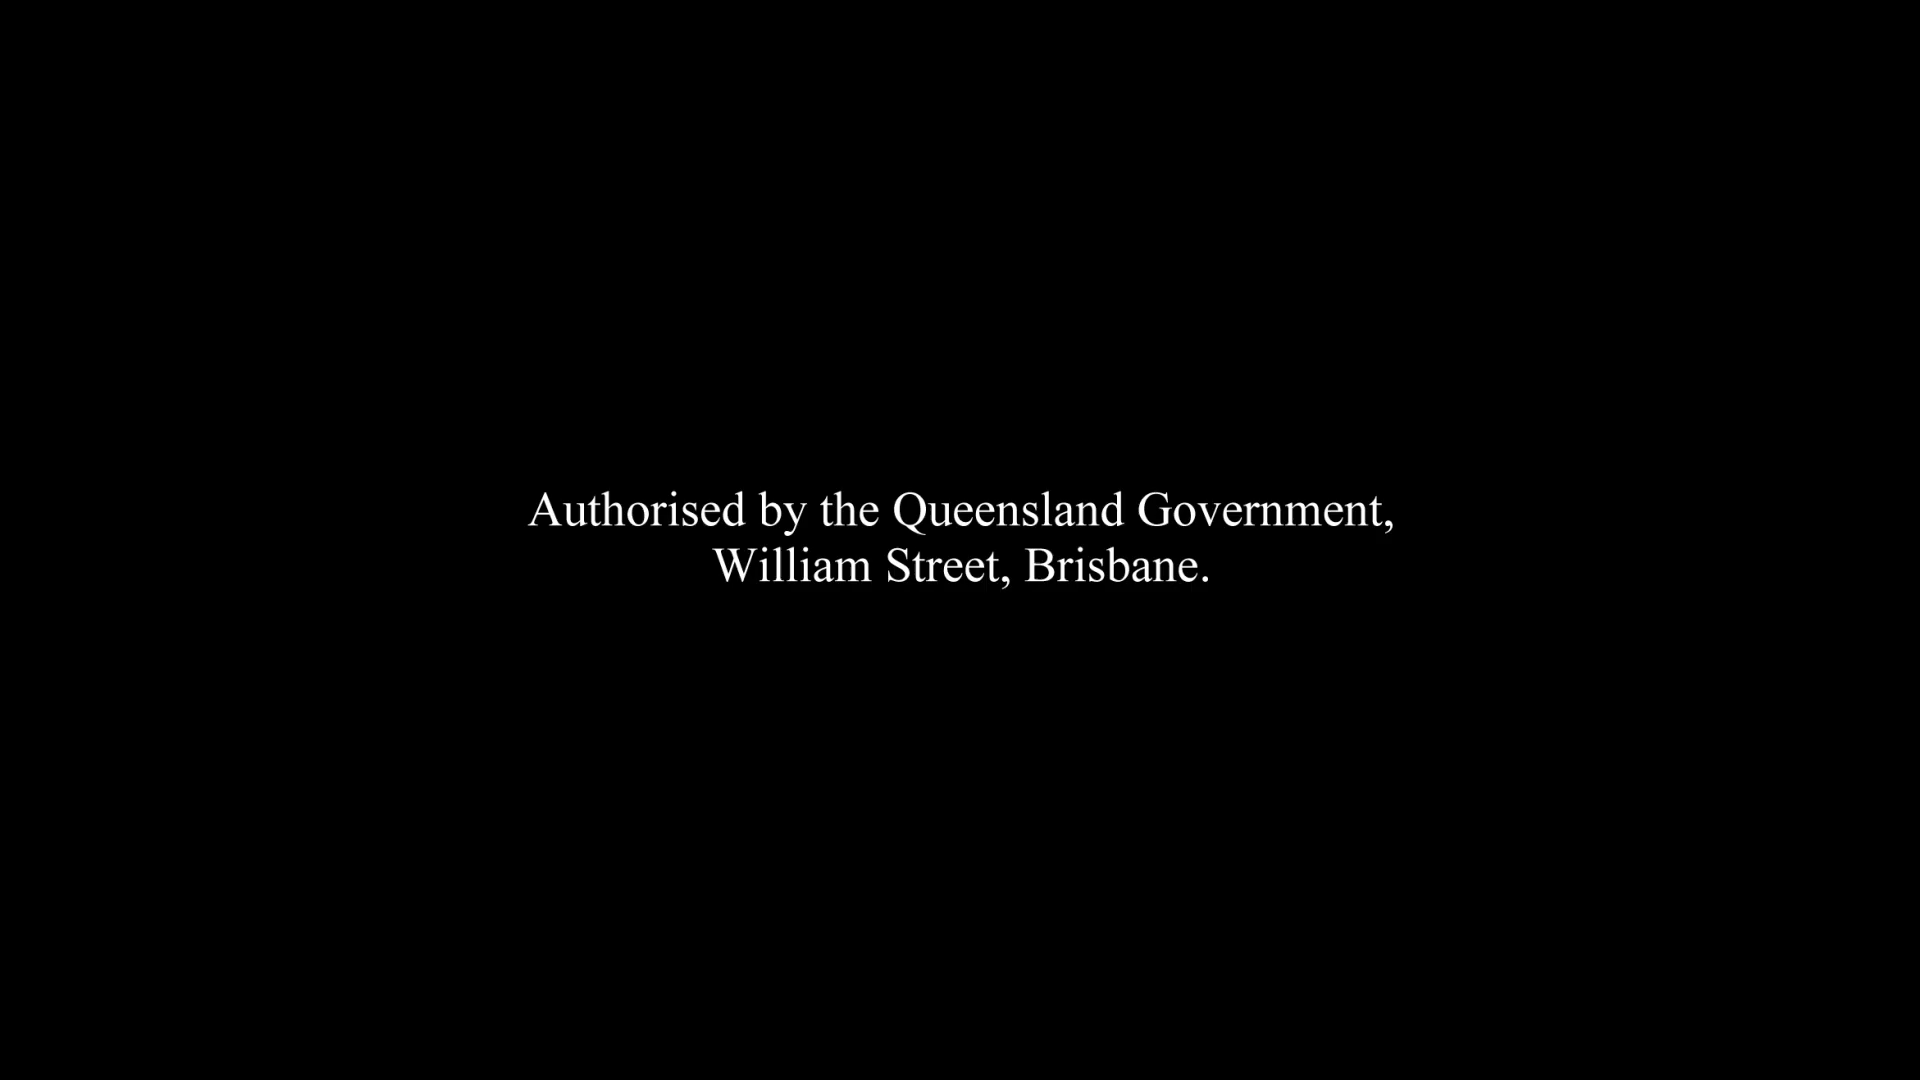 Authorised by the Queensland Government,
William Street, Brisbane.